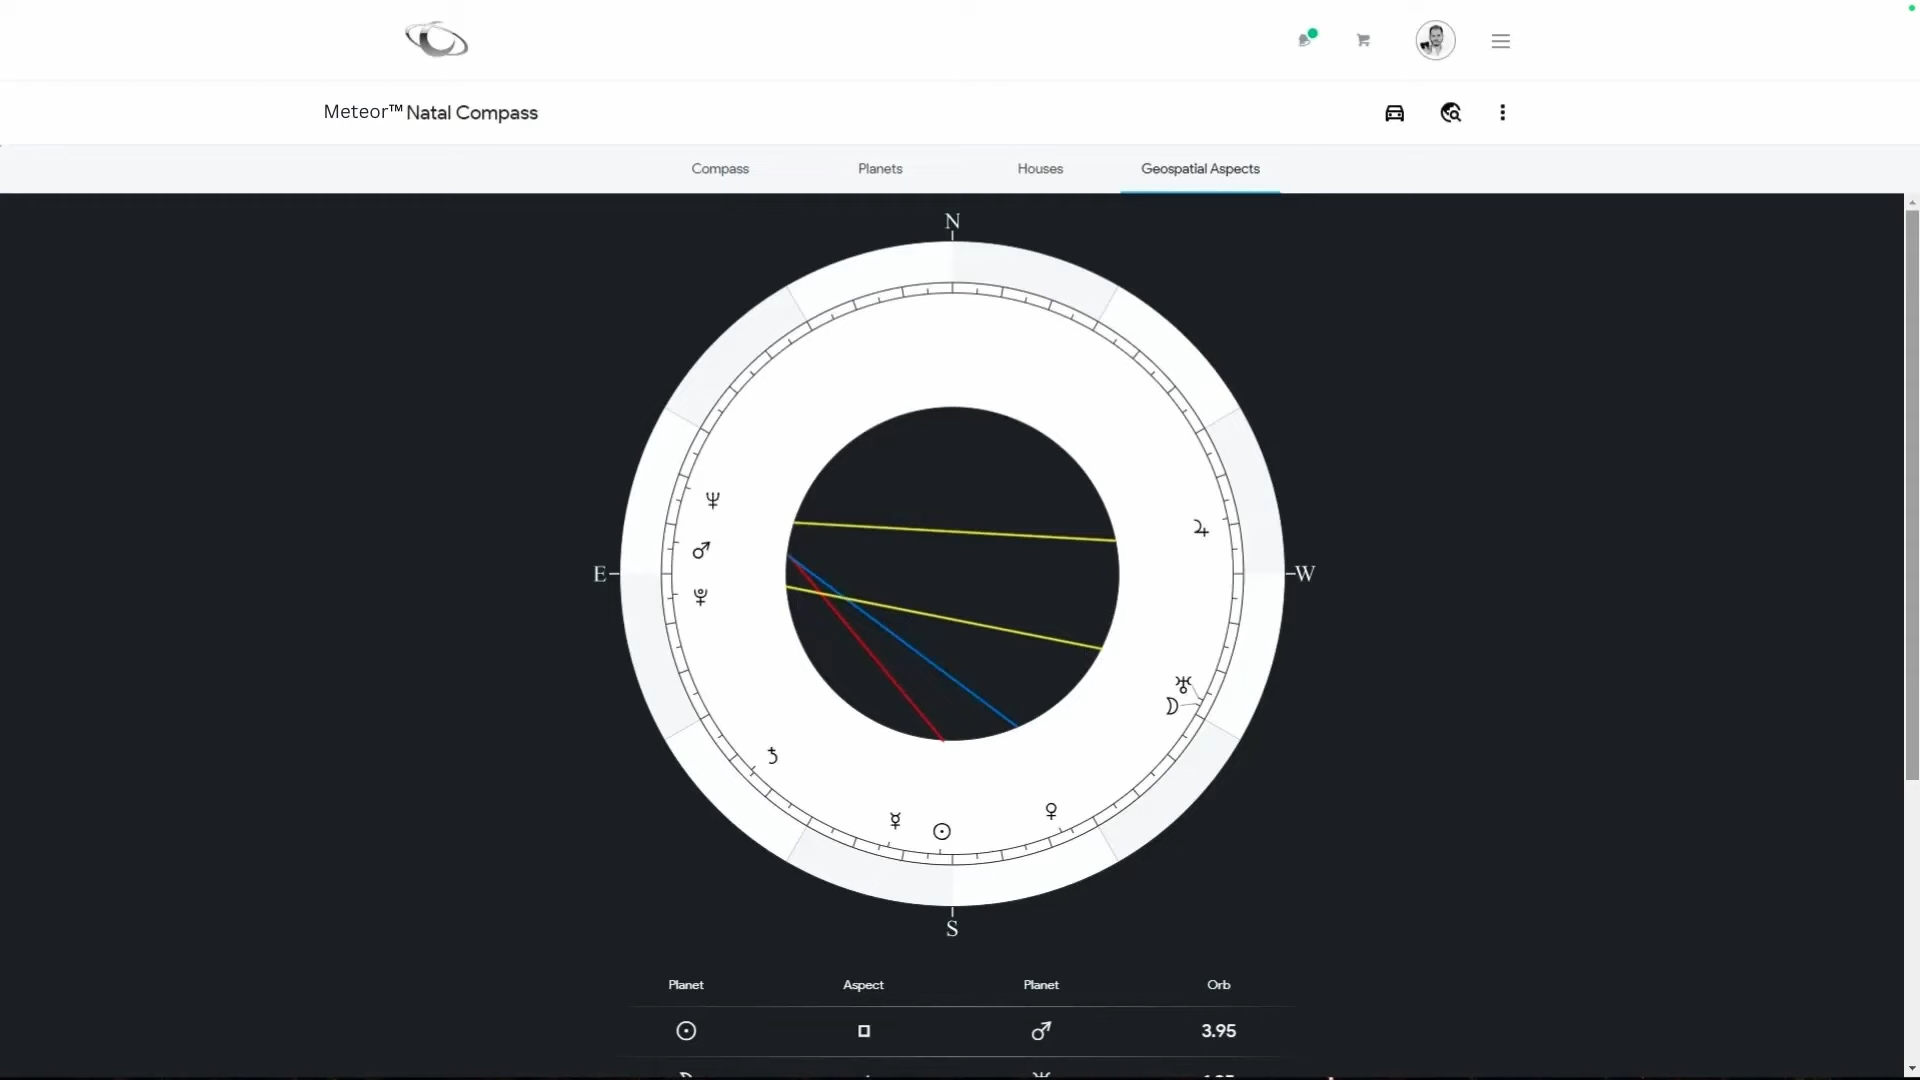 Meteor™ Natal Compass
Compass Planets Houses Geospatial Aspects
N
E
W
S
Planet Aspect Planet Orb
☉ □ ♂ 3.95